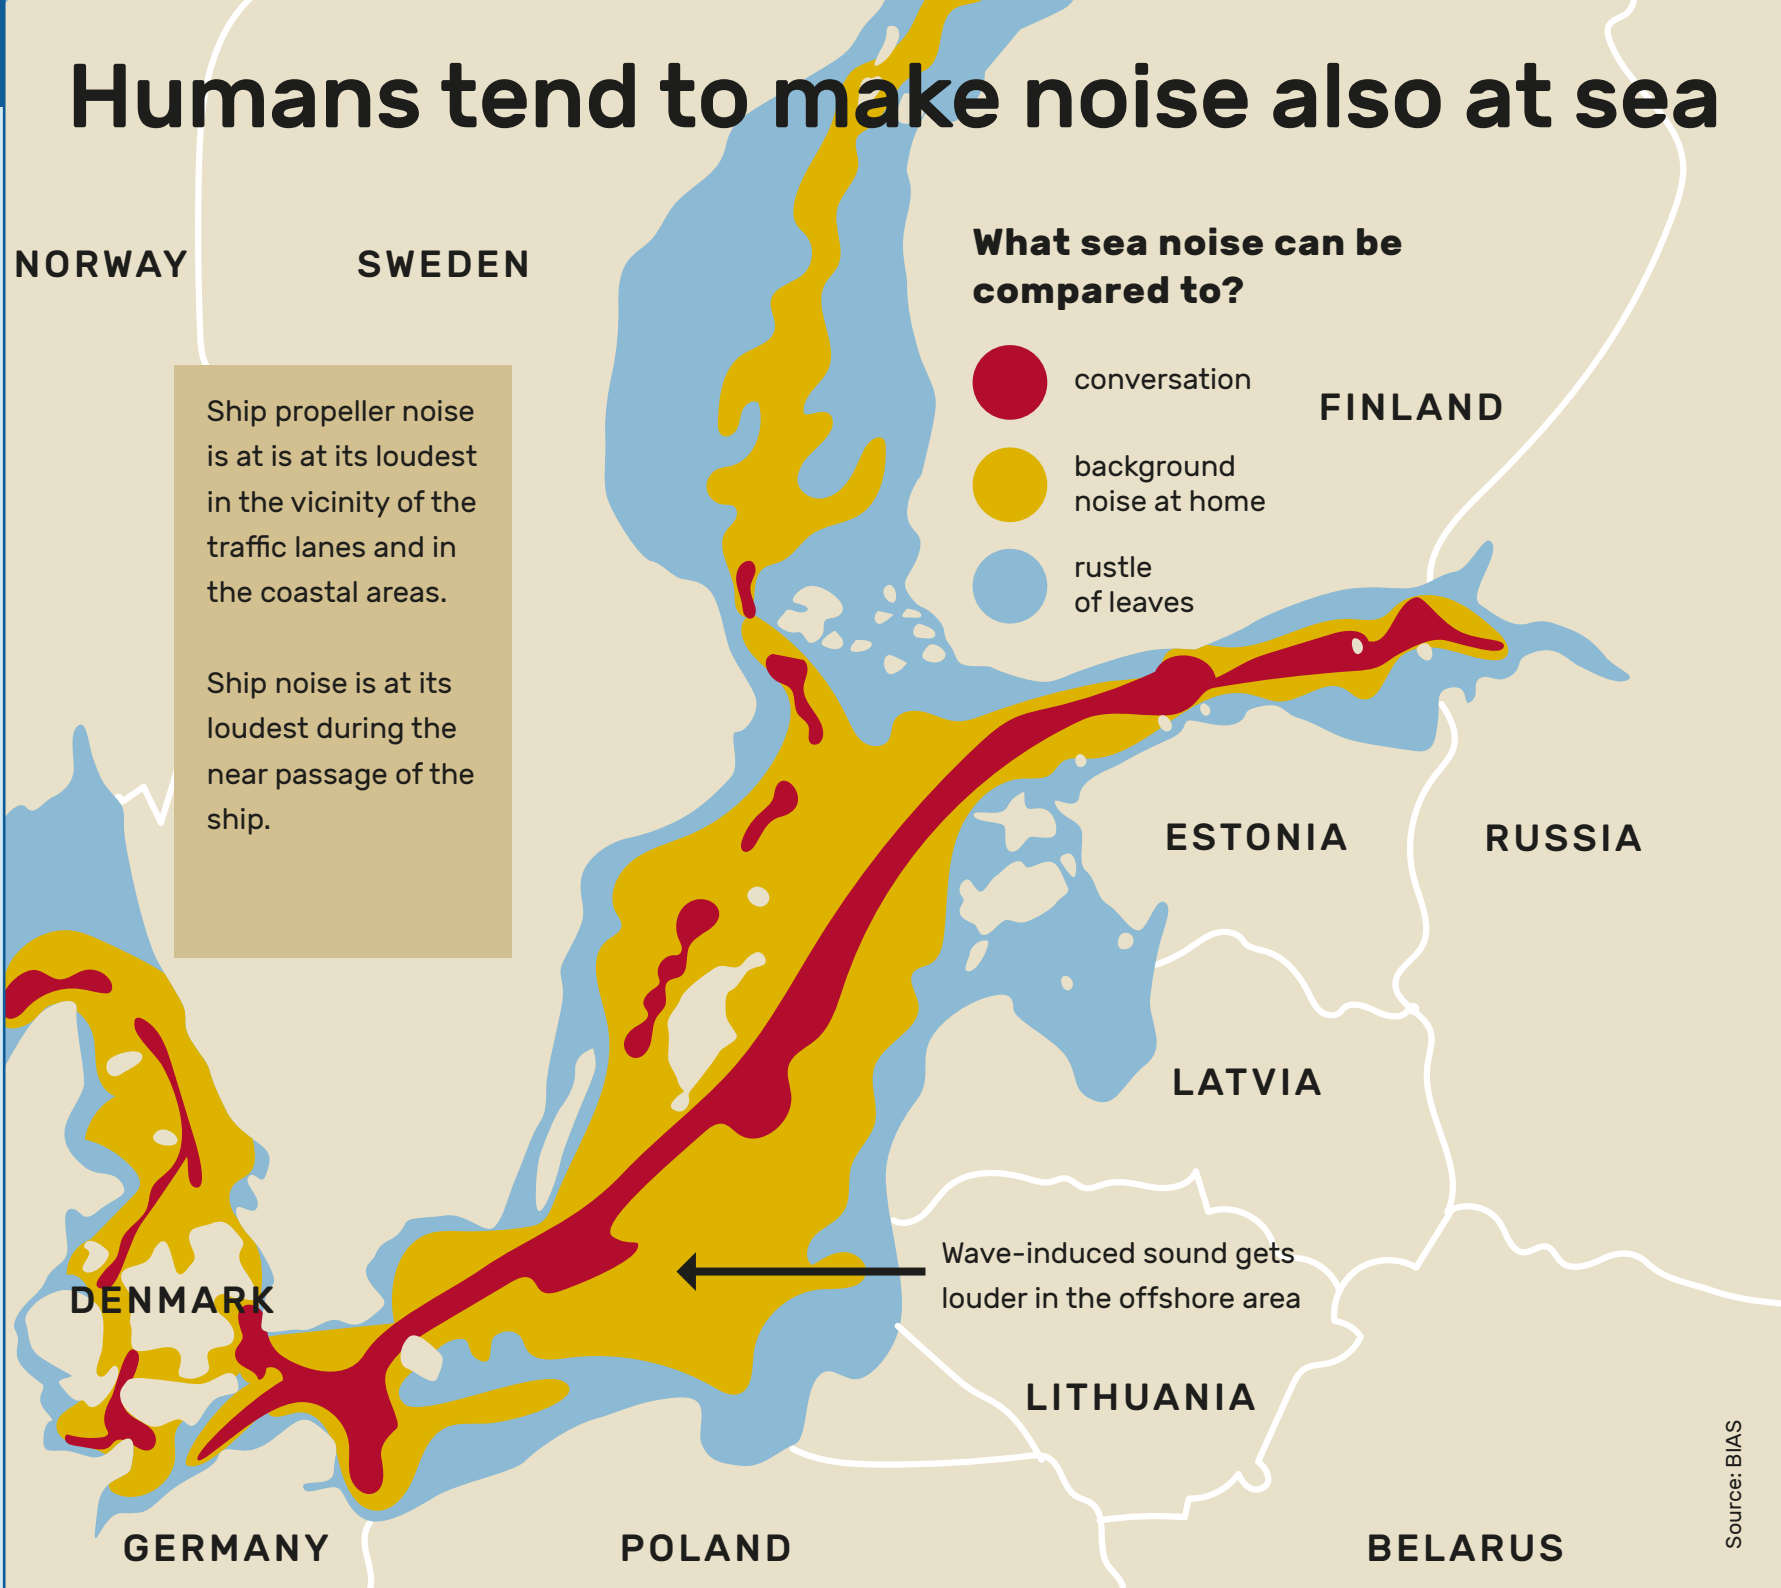 Humans tend to make noise also at sea
NORWAY
SWEDEN
What sea noise can be
compared to?
conversation
background
noise at home
rustle
of leaves
FINLAND
Ship propeller noise
is at is at its loudest
in the vicinity of the
traffic lanes and in
the coastal areas.
Ship noise is at its
loudest during the
near passage of the
ship.
ESTONIA
RUSSIA
LATVIA
Wave-induced sound gets
louder in the offshore area
DENMARK
LITHUANIA
GERMANY
POLAND
BELARUS
Source: BIAS